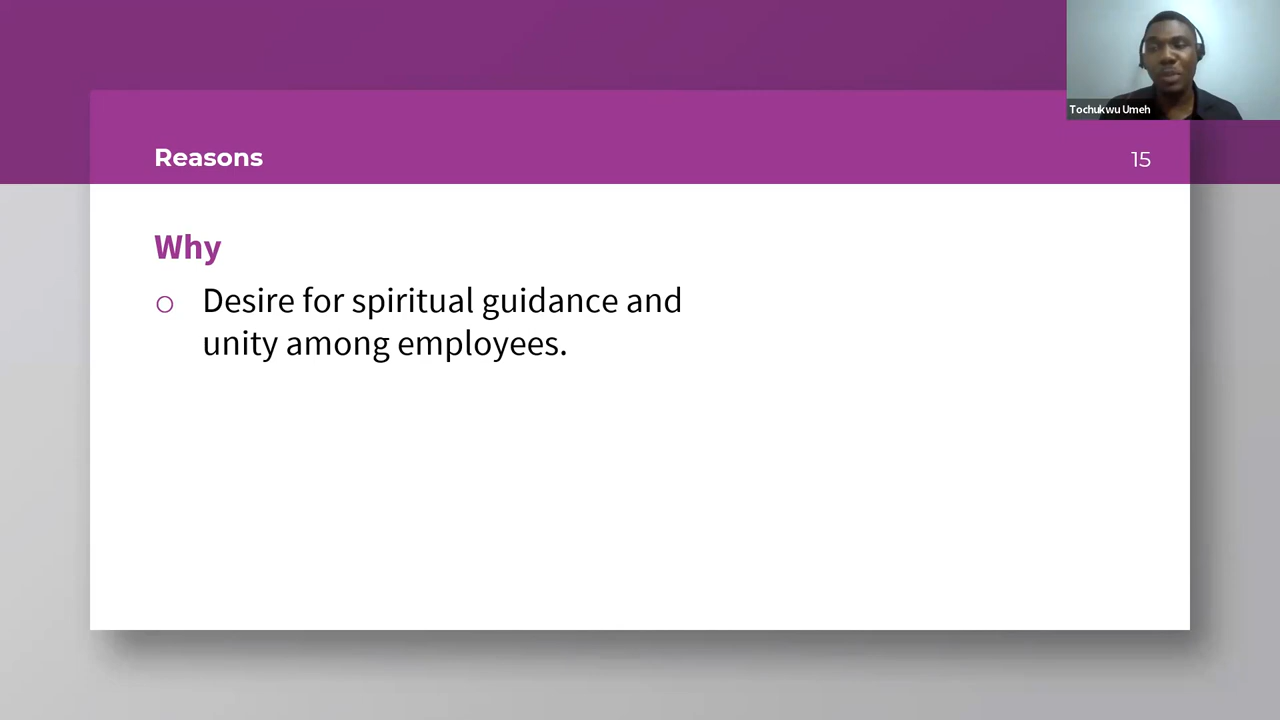 Tochukwu Umeh
Reasons
15
Why
o Desire for spiritual guidance and
unity among employees.